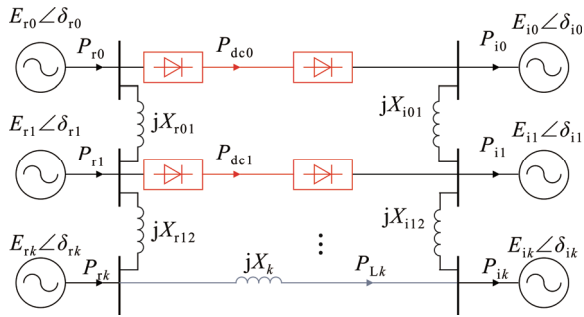 E_r0∠δ_r0 P_r0 P_dc0 P_i0 E_i0∠δ_i0
jX_r01 jX_i01
E_r1∠δ_r1 P_r1 P_dc1 P_i1 E_i1∠δ_i1
jX_r12 jX_i12
E_rk∠δ_rk P_rk jX_k P_Lk P_ik E_ik∠δ_ik